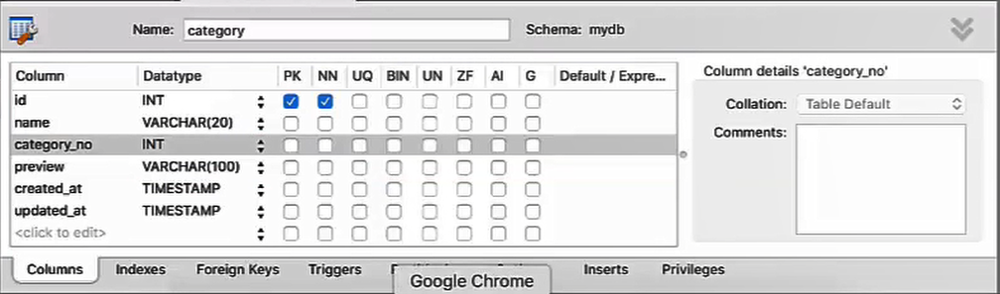 Name: category Schema: mydb
Column Datatype PK NN UQ BIN UN ZF AI G Default / Expre... Column details 'category_no'
id INT Collation: Table Default
name VARCHAR(20) Comments:
category_no INT
preview VARCHAR(100)
created_at TIMESTAMP
updated_at TIMESTAMP
<click to edit>
Columns Indexes Foreign Keys Triggers Inserts Privileges
Google Chrome